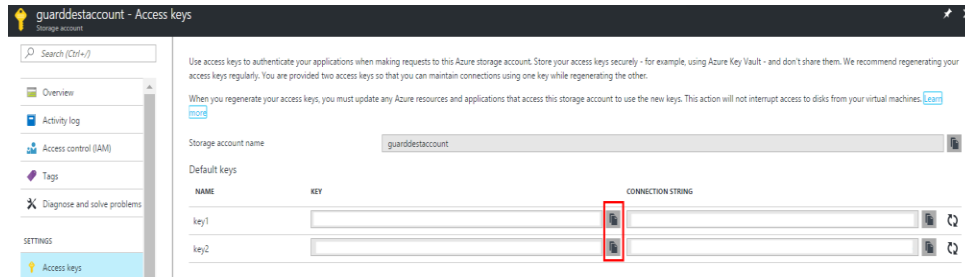 guarddestaccount - Access keys
Storage account
Search (Ctrl+/)
Overview
Activity log
Access control (IAM)
Tags
Diagnose and solve problems
SETTINGS
Access keys
Use access keys to authenticate your applications when making requests to this Azure storage account. Store your access keys securely - for example, using Azure Key Vault - and don't share them. We recommend regenerating your
access keys regularly. You are provided two access keys so that you can maintain connections using one key while regenerating the other.
When you regenerate your access keys, you must update any Azure resources and applications that access this storage account to use the new keys. This action will not interrupt access to disks from your virtual machines. Learn
more
Storage account name guarddestaccount
Default keys
NAME KEY CONNECTION STRING
key1
key2